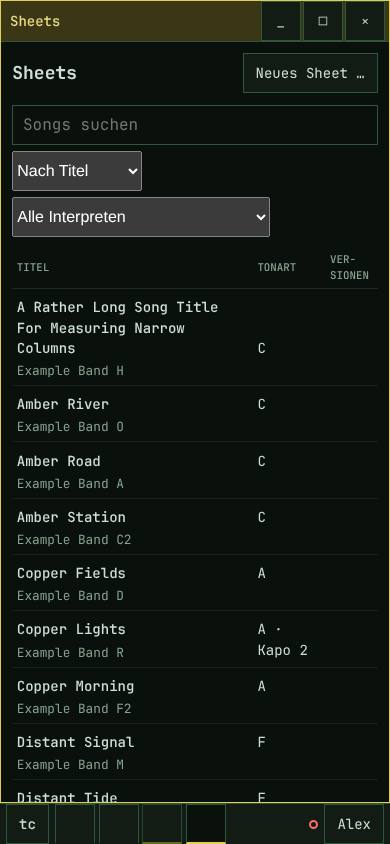 Sheets
_ □ ×
Sheets
Neues Sheet …
Songs suchen
Nach Titel
Alle Interpreten
TITEL TONART VER-
SIONEN
A Rather Long Song Title
For Measuring Narrow
Columns C
Example Band H
Amber River C
Example Band O
Amber Road C
Example Band A
Amber Station C
Example Band C2
Copper Fields A
Example Band D
Copper Lights A ·
Example Band R Kapo 2
Copper Morning A
Example Band F2
Distant Signal F
Example Band M
Distant Tide F
tc Alex